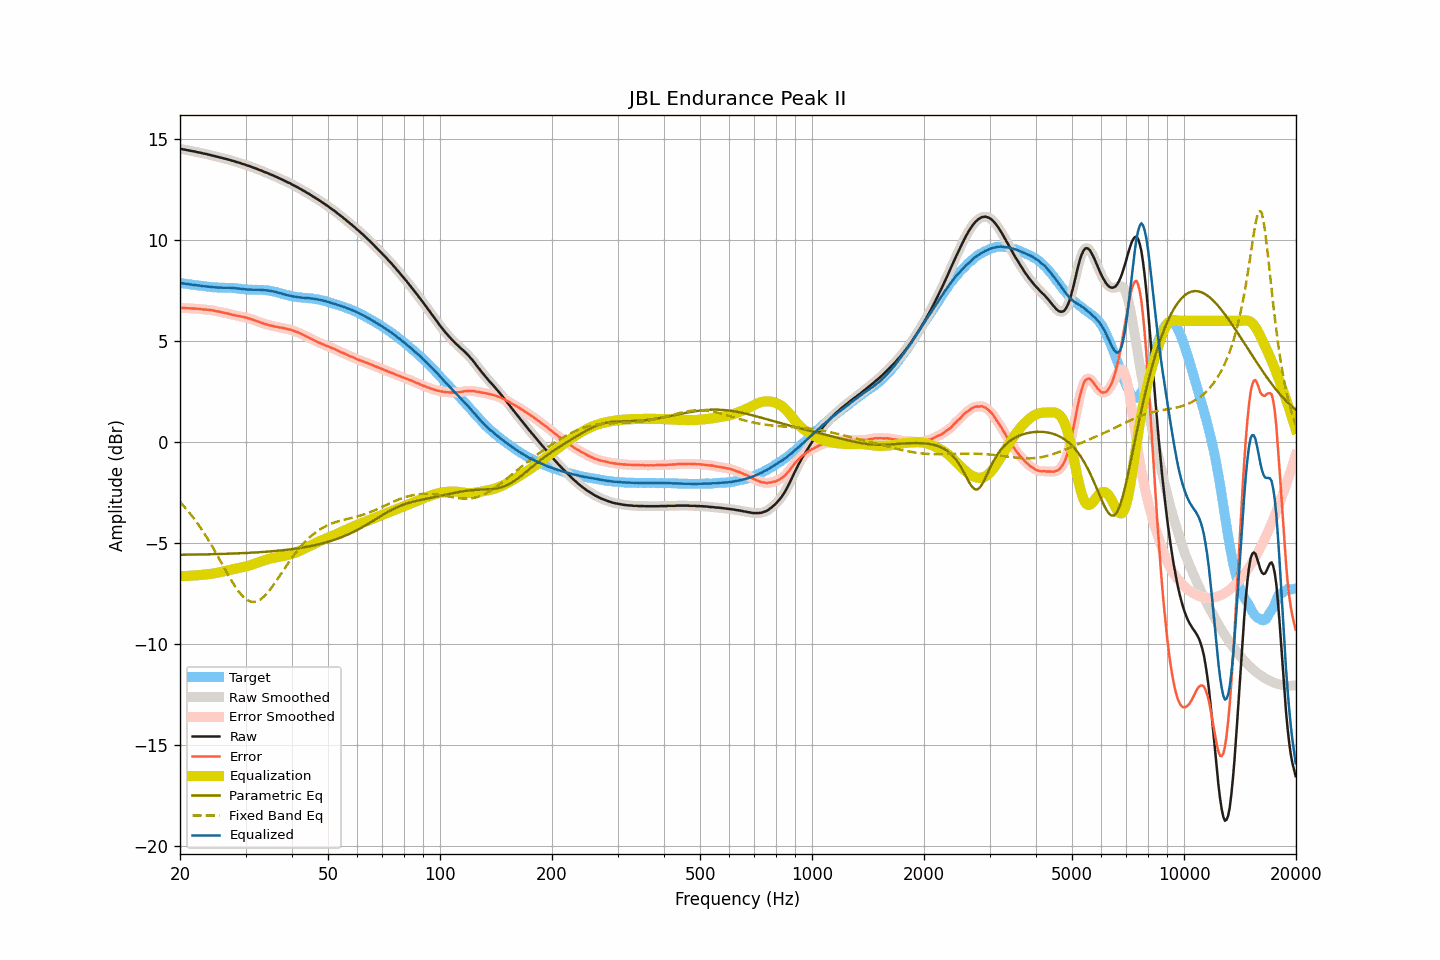 JBL Endurance Peak II
15
10
5
0
−5
−10
−15
−20
Amplitude (dBr)
Target
Raw Smoothed
Error Smoothed
Raw
Error
Equalization
Parametric Eq
Fixed Band Eq
Equalized
20 50 100 200 500 1000 2000 5000 10000 20000
Frequency (Hz)